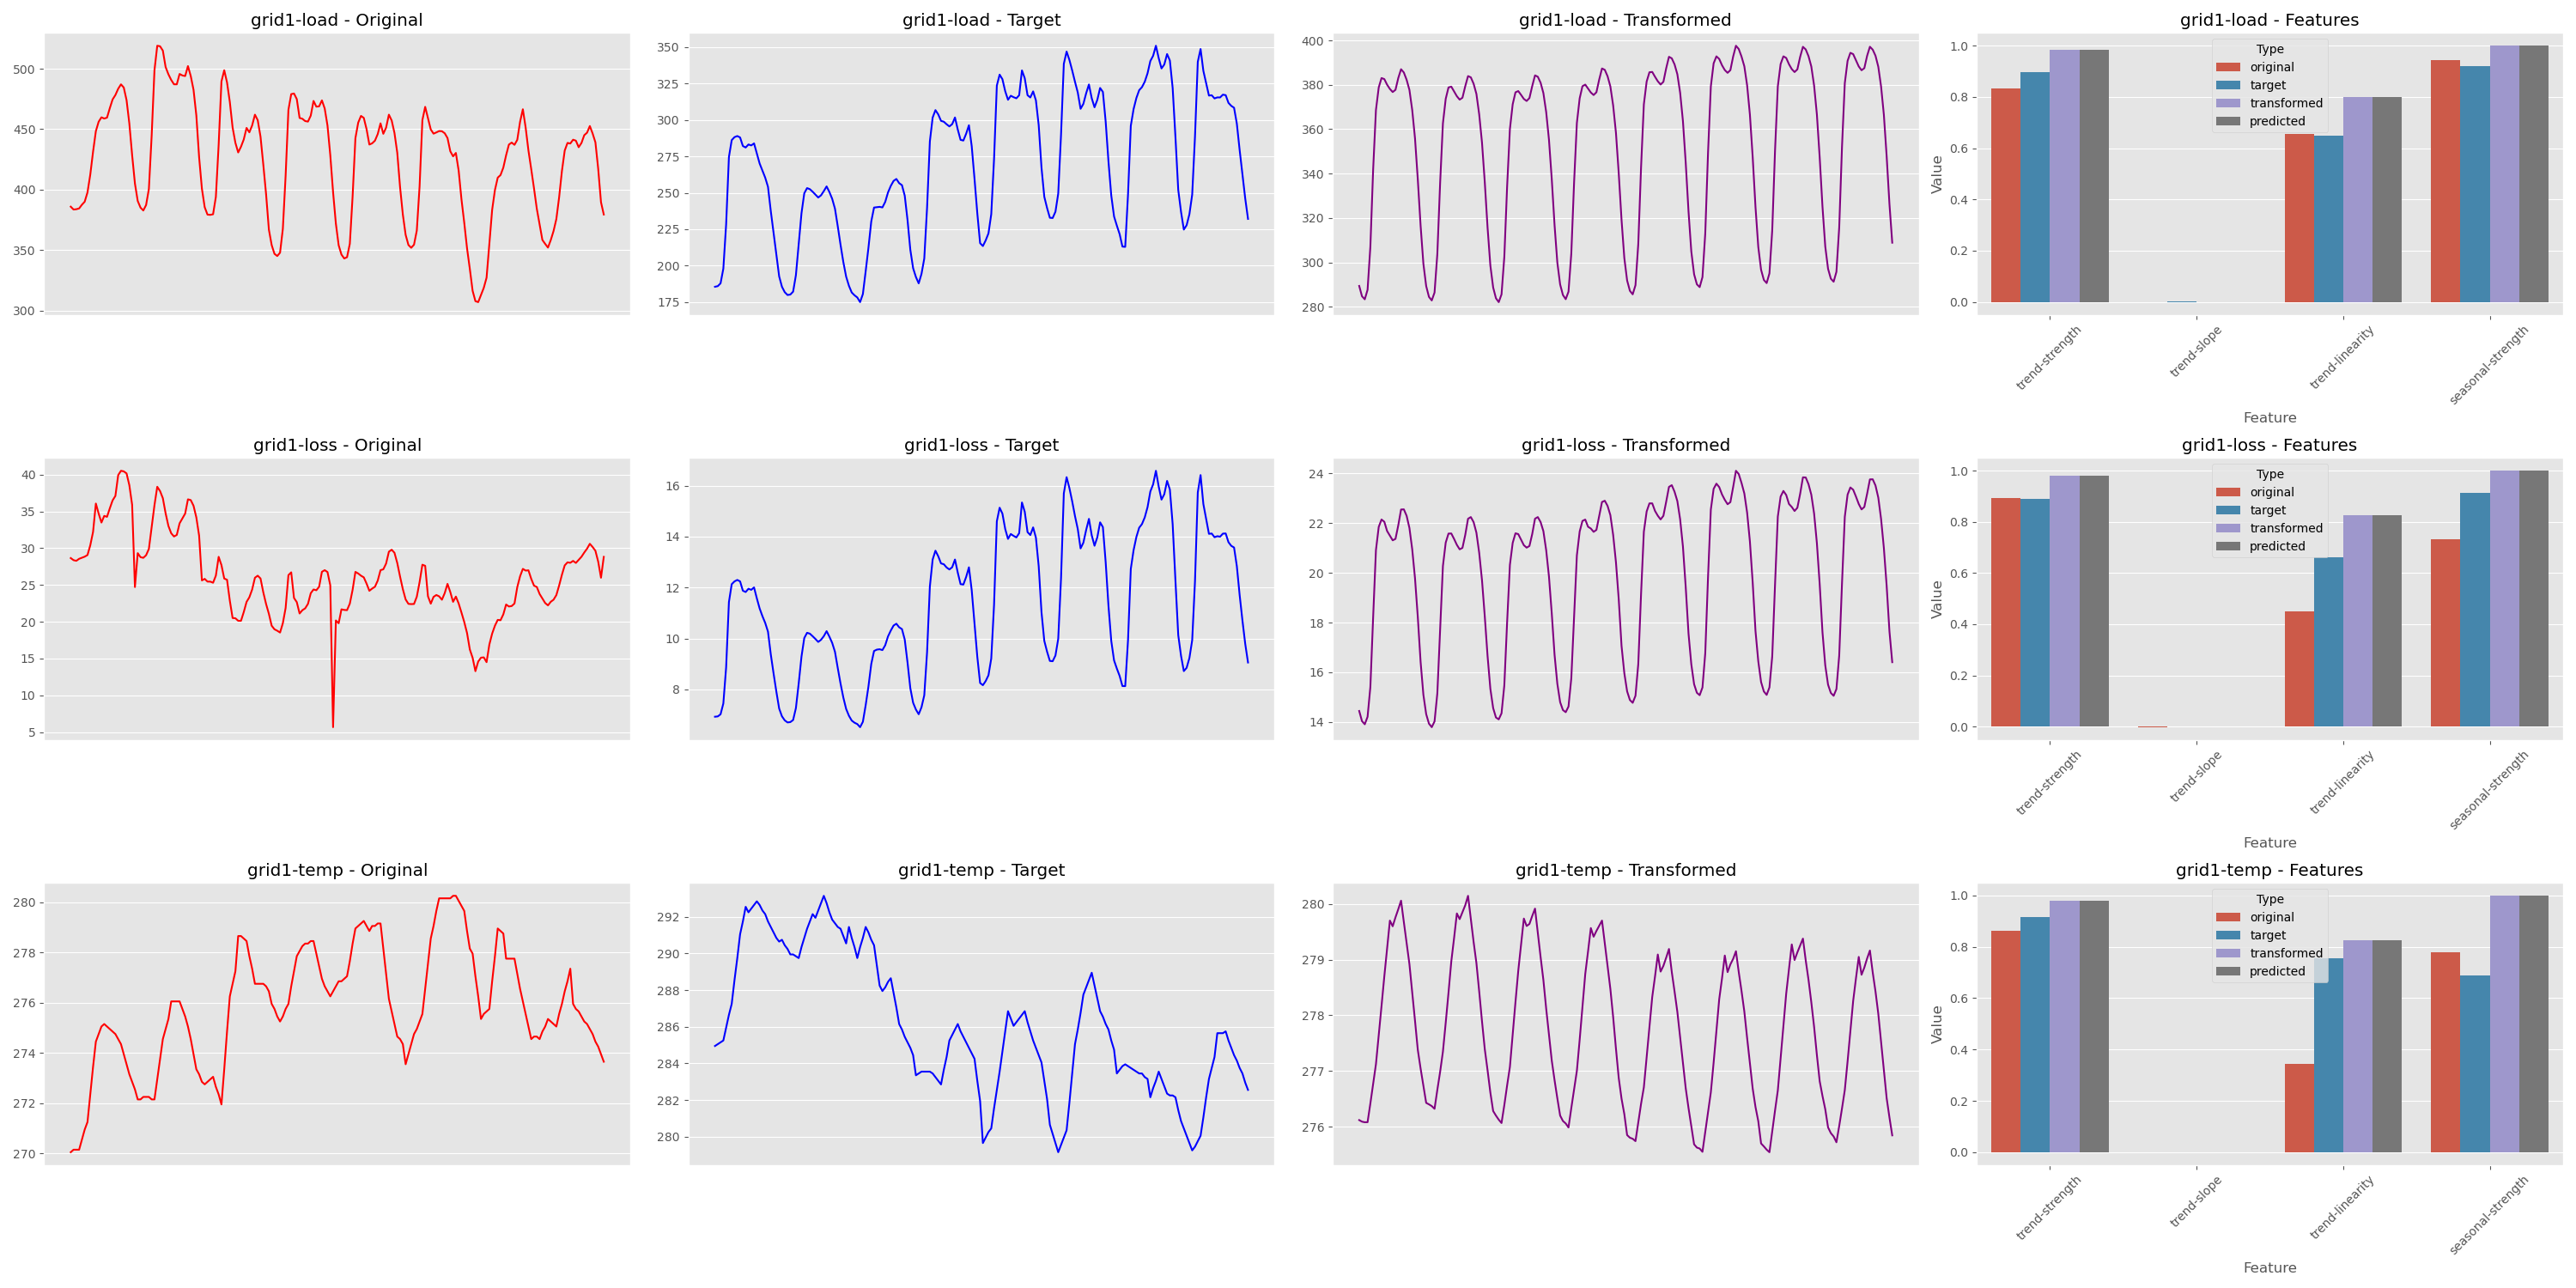 grid1-load - Original
500
450
400
350
300
grid1-load - Target
350
325
300
275
250
225
200
175
grid1-load - Transformed
400
380
360
340
320
300
280
grid1-load - Features
1.0
0.8
0.6
0.4
0.2
0.0
Value
Type
original
target
transformed
predicted
trend-strength
trend-slope
trend-linearity
seasonal-strength
Feature
grid1-loss - Original
40
35
30
25
20
15
10
5
grid1-loss - Target
16
14
12
10
8
grid1-loss - Transformed
24
22
20
18
16
14
grid1-loss - Features
1.0
0.8
0.6
0.4
0.2
0.0
Value
Type
original
target
transformed
predicted
trend-strength
trend-slope
trend-linearity
seasonal-strength
Feature
grid1-temp - Original
280
278
276
274
272
270
grid1-temp - Target
292
290
288
286
284
282
280
grid1-temp - Transformed
280
279
278
277
276
grid1-temp - Features
1.0
0.8
0.6
0.4
0.2
0.0
Value
Type
original
target
transformed
predicted
trend-strength
trend-slope
trend-linearity
seasonal-strength
Feature